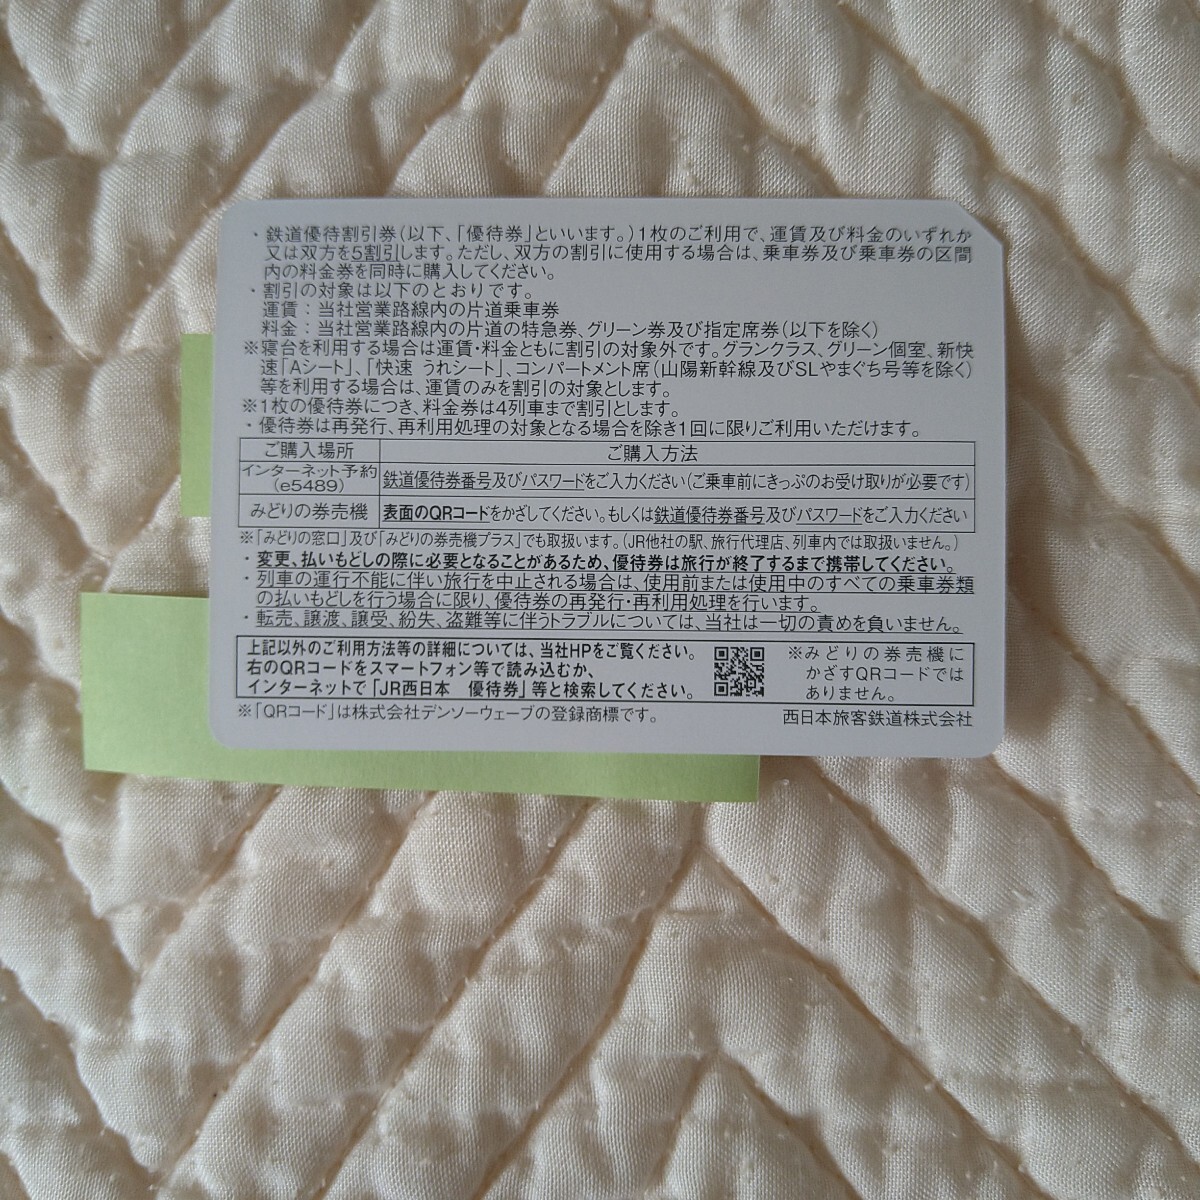 ・鉄道優待割引券(以下、「優待券」といいます。)1枚のご利用で、運賃及び料金のいずれか
又は双方を5割引します。ただし、双方の割引に使用する場合は、乗車券及び乗車券の区間
内の料金券を同時に購入してください。
・割引の対象は以下のとおりです。
運賃：当社営業路線内の片道乗車券
料金：当社営業路線内の片道の特急券、グリーン券及び指定席券(以下を除く)
※寝台を利用する場合は運賃・料金ともに割引の対象外です。グランクラス、グリーン個室、新快
速「Aシート」、「快速 うれシート」、コンパートメント席(山陽新幹線及びSLやまぐち号等を除く)
等を利用する場合は、運賃のみを割引の対象とします。
※1枚の優待券につき、料金券は4列車まで割引とします。
・優待券は再発行、再利用処理の対象となる場合を除き1回に限りご利用いただけます。
ご購入場所 ご購入方法
インターネット予約
(e5489) 鉄道優待券番号及びパスワードをご入力ください(ご乗車前にきっぷのお受け取りが必要です)
みどりの券売機 表面のQRコードをかざしてください。もしくは鉄道優待券番号及びパスワードをご入力ください
※「みどりの窓口」及び「みどりの券売機プラス」でも取扱います。(JR他社の駅、旅行代理店、列車内では取扱いません。)
・変更、払いもどしの際に必要となることがあるため、優待券は旅行が終了するまで携帯してください。
・列車の運行不能に伴い旅行を中止される場合は、使用前または使用中のすべての乗車券類
の払いもどしを行う場合に限り、優待券の再発行・再利用処理を行います。
・転売、譲渡、譲受、紛失、盗難等に伴うトラブルについては、当社は一切の責めを負いません。
上記以外のご利用方法等の詳細については、当社HPをご覧ください。
右のQRコードをスマートフォン等で読み込むか、
インターネットで「JR西日本　優待券」等と検索してください。
※みどりの券売機に
かざすQRコードでは
ありません。
※「QRコード」は株式会社デンソーウェーブの登録商標です。
西日本旅客鉄道株式会社